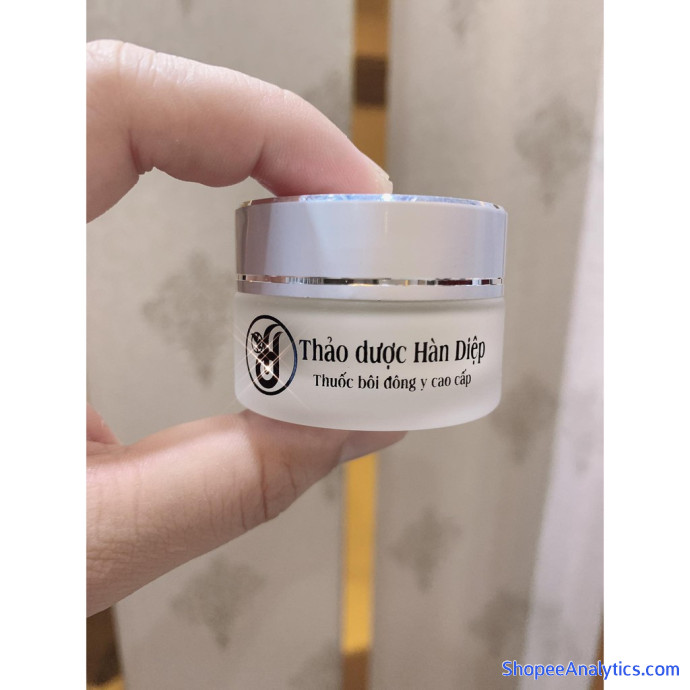 Thảo dược Hàn Diệp
Thuốc bôi đông y cao cấp
ShopeeAnalytics.com